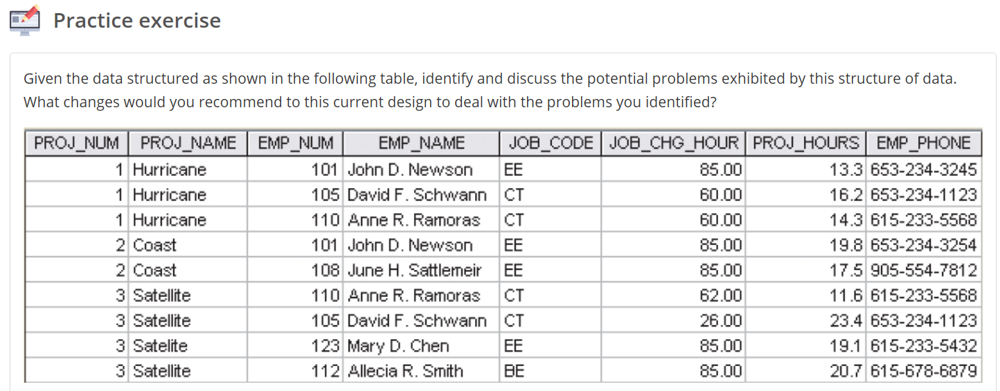 Practice exercise
Given the data structured as shown in the following table, identify and discuss the potential problems exhibited by this structure of data.
What changes would you recommend to this current design to deal with the problems you identified?
PROJ_NUM PROJ_NAME EMP_NUM EMP_NAME JOB_CODE JOB_CHG_HOUR PROJ_HOURS EMP_PHONE
1 Hurricane 101 John D. Newson EE 85.00 13.3 653-234-3245
1 Hurricane 105 David F. Schwann CT 60.00 16.2 653-234-1123
1 Hurricane 110 Anne R. Ramoras CT 60.00 14.3 615-233-5568
2 Coast 101 John D. Newson EE 85.00 19.8 653-234-3254
2 Coast 108 June H. Sattlemeir EE 85.00 17.5 905-554-7812
3 Satellite 110 Anne R. Ramoras CT 62.00 11.6 615-233-5568
3 Satellite 105 David F. Schwann CT 26.00 23.4 653-234-1123
3 Satelite 123 Mary D. Chen EE 85.00 19.1 615-233-5432
3 Satellite 112 Allecia R. Smith BE 85.00 20.7 615-678-6879